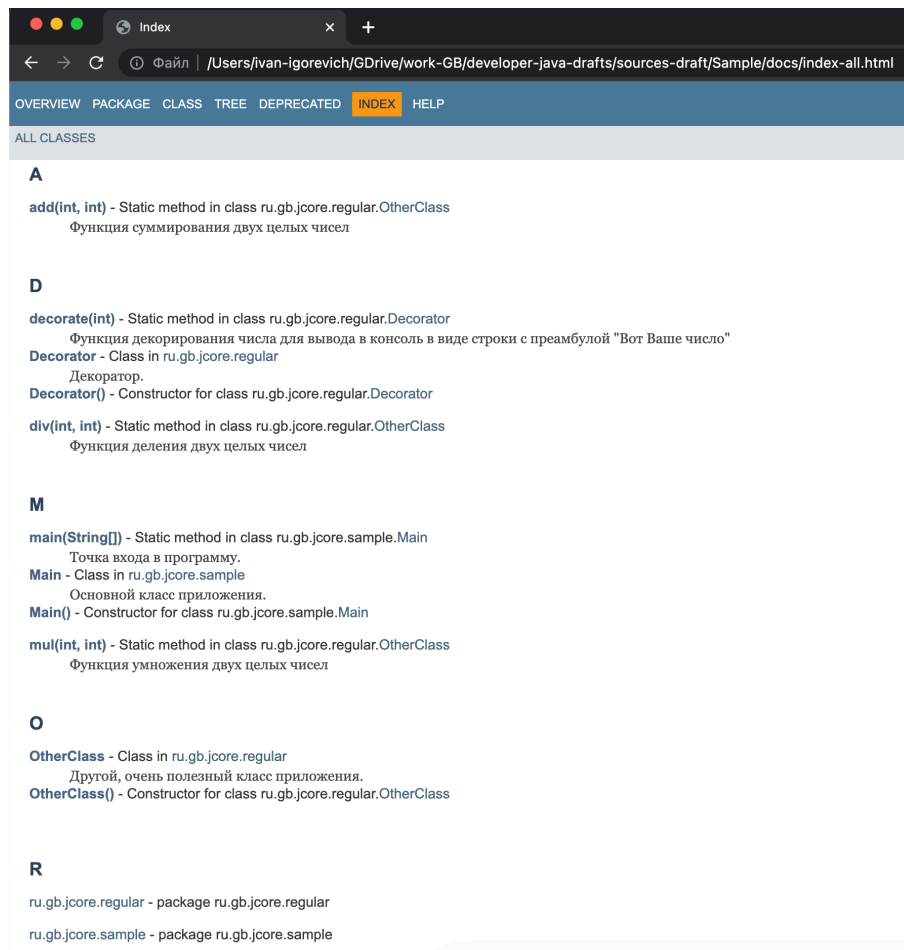 Index
Файл | /Users/ivan-igorevich/GDrive/work-GB/developer-java-drafts/sources-draft/Sample/docs/index-all.html
OVERVIEW PACKAGE CLASS TREE DEPRECATED INDEX HELP
ALL CLASSES
A
add(int, int) - Static method in class ru.gb.jcore.regular.OtherClass
Функция суммирования двух целых чисел
D
decorate(int) - Static method in class ru.gb.jcore.regular.Decorator
Функция декорирования числа для вывода в консоль в виде строки с преамбулой "Вот Ваше число"
Decorator - Class in ru.gb.jcore.regular
Декоратор.
Decorator() - Constructor for class ru.gb.jcore.regular.Decorator
div(int, int) - Static method in class ru.gb.jcore.regular.OtherClass
Функция деления двух целых чисел
M
main(String[]) - Static method in class ru.gb.jcore.sample.Main
Точка входа в программу.
Main - Class in ru.gb.jcore.sample
Основной класс приложения.
Main() - Constructor for class ru.gb.jcore.sample.Main
mul(int, int) - Static method in class ru.gb.jcore.regular.OtherClass
Функция умножения двух целых чисел
O
OtherClass - Class in ru.gb.jcore.regular
Другой, очень полезный класс приложения.
OtherClass() - Constructor for class ru.gb.jcore.regular.OtherClass
R
ru.gb.jcore.regular - package ru.gb.jcore.regular
ru.gb.jcore.sample - package ru.gb.jcore.sample